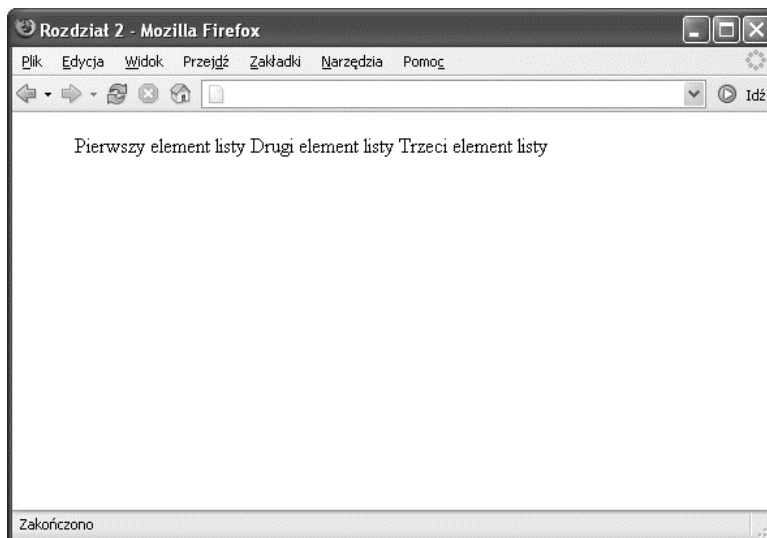 Rozdział 2 - Mozilla Firefox
Plik Edycja Widok Przejdź Zakładki Narzędzia Pomoc
Idź
Pierwszy element listy Drugi element listy Trzeci element listy
Zakończono